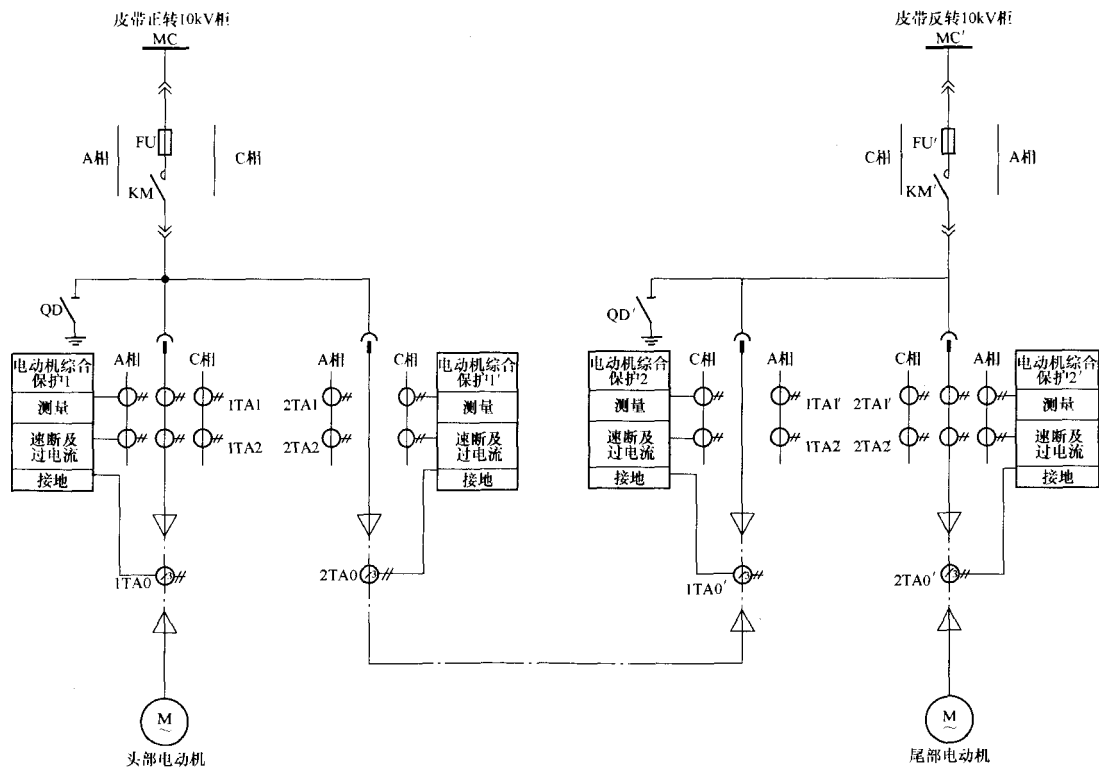 皮带正转10kV柜
MC
皮带反转10kV柜
MC′
A相
FU
C相
KM
C相
FU′
A相
KM′
QD
QD′
电动机综合
保护1
测量
速断及
过电流
接地
A相
C相
1TA1
1TA2
A相
C相
2TA1
2TA2
电动机综合
保护1′
测量
速断及
过电流
接地
电动机综合
保护2
测量
速断及
过电流
接地
C相
A相
1TA1′
1TA2
C相
A相
2TA1′
2TA2
电动机综合
保护2′
测量
速断及
过电流
接地
1TA0
3
2TA0
3
1TA0′
3
2TA0′
3
M
~
头部电动机
M
~
尾部电动机